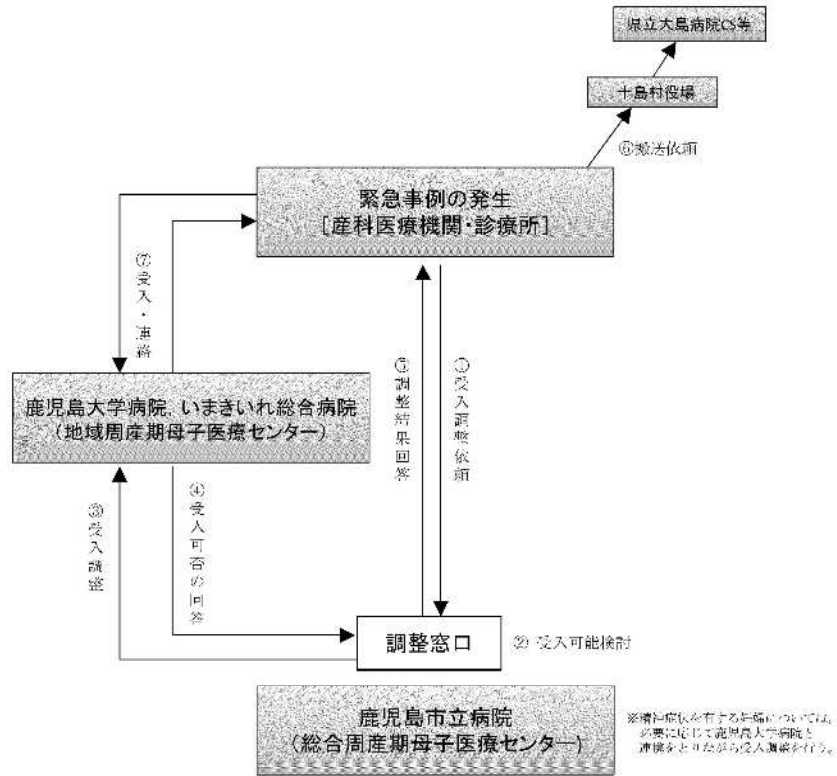 県立大島病院CS等
十島村役場
⑥搬送依頼
緊急事例の発生
［産科医療機関・診療所］
⑦受入・連絡
⑤調整結果回答
①受入調整依頼
鹿児島大学病院，いまきいれ総合病院
（地域周産期母子医療センター）
③受入調整
④受入可否の回答
調整窓口
② 受入可能検討
鹿児島市立病院
（総合周産期母子医療センター）
※精神症状を有する妊婦については，
必要に応じて鹿児島大学病院と
連携をとりながら受入調整を行う。